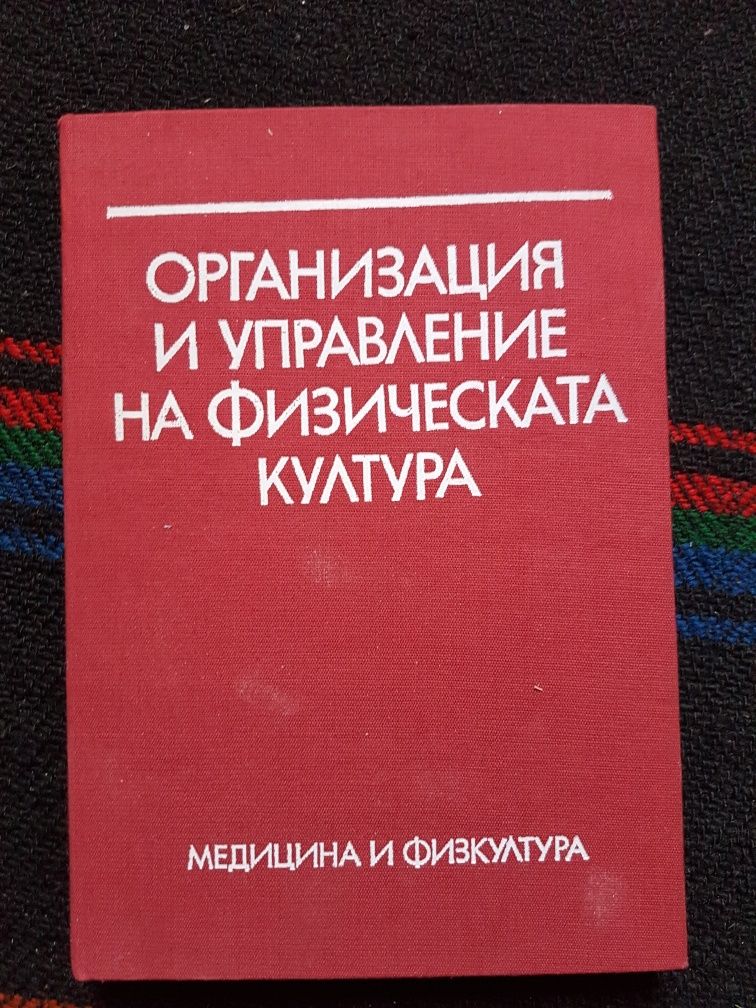 ОРГАНИЗАЦИЯ
И УПРАВЛЕНИЕ
НА ФИЗИЧЕСКАТА
КУЛТУРА
МЕДИЦИНА И ФИЗКУЛТУРА